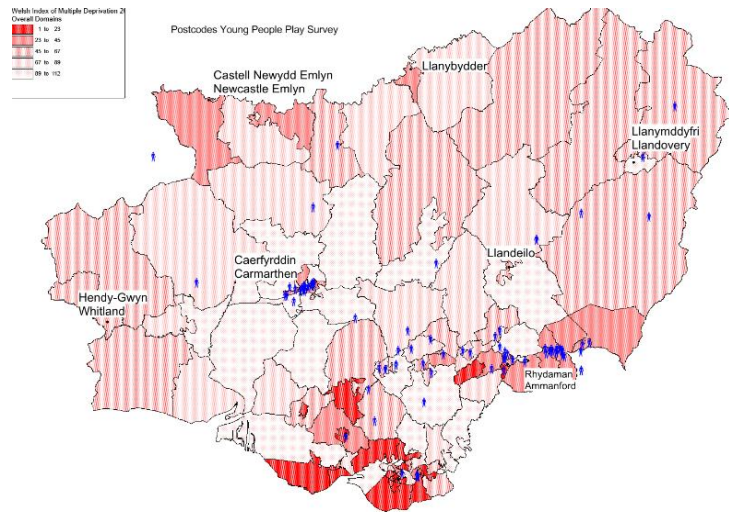 Welsh Index of Multiple Deprivation 2
Overall Domains
1 to 23
23 to 45
45 to 67
67 to 89
89 to 112
Postcodes Young People Play Survey
Castell Newydd Emlyn
Newcastle Emlyn
Llanybydder
Llanymddyfri
Llandovery
Caerfyrddin
Carmarthen
Llandeilo
Hendy-Gwyn
Whitland
Rhydaman
Ammanford